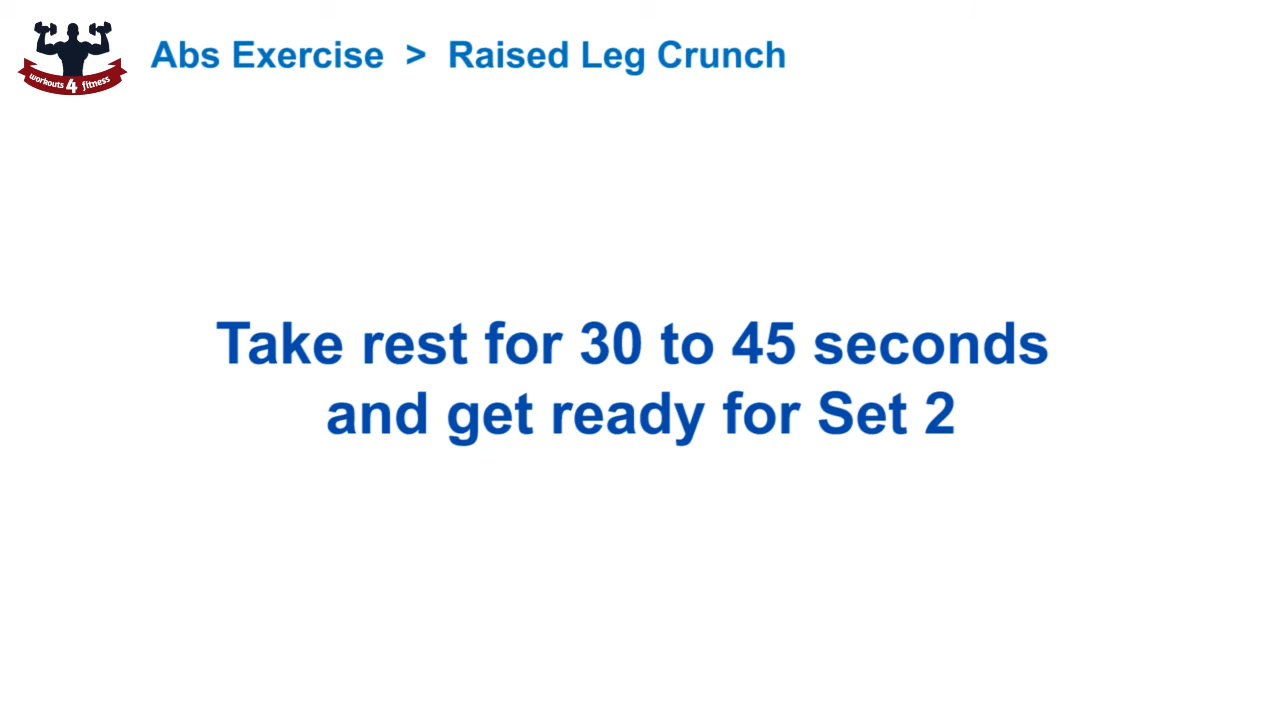 Abs Exercise > Raised Leg Crunch
workouts 4 fitness
Take rest for 30 to 45 seconds
and get ready for Set 2